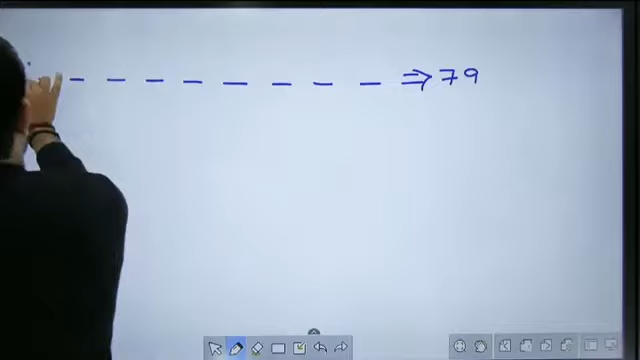 _ _ _ _ _ _ _ _ ⇒ 79